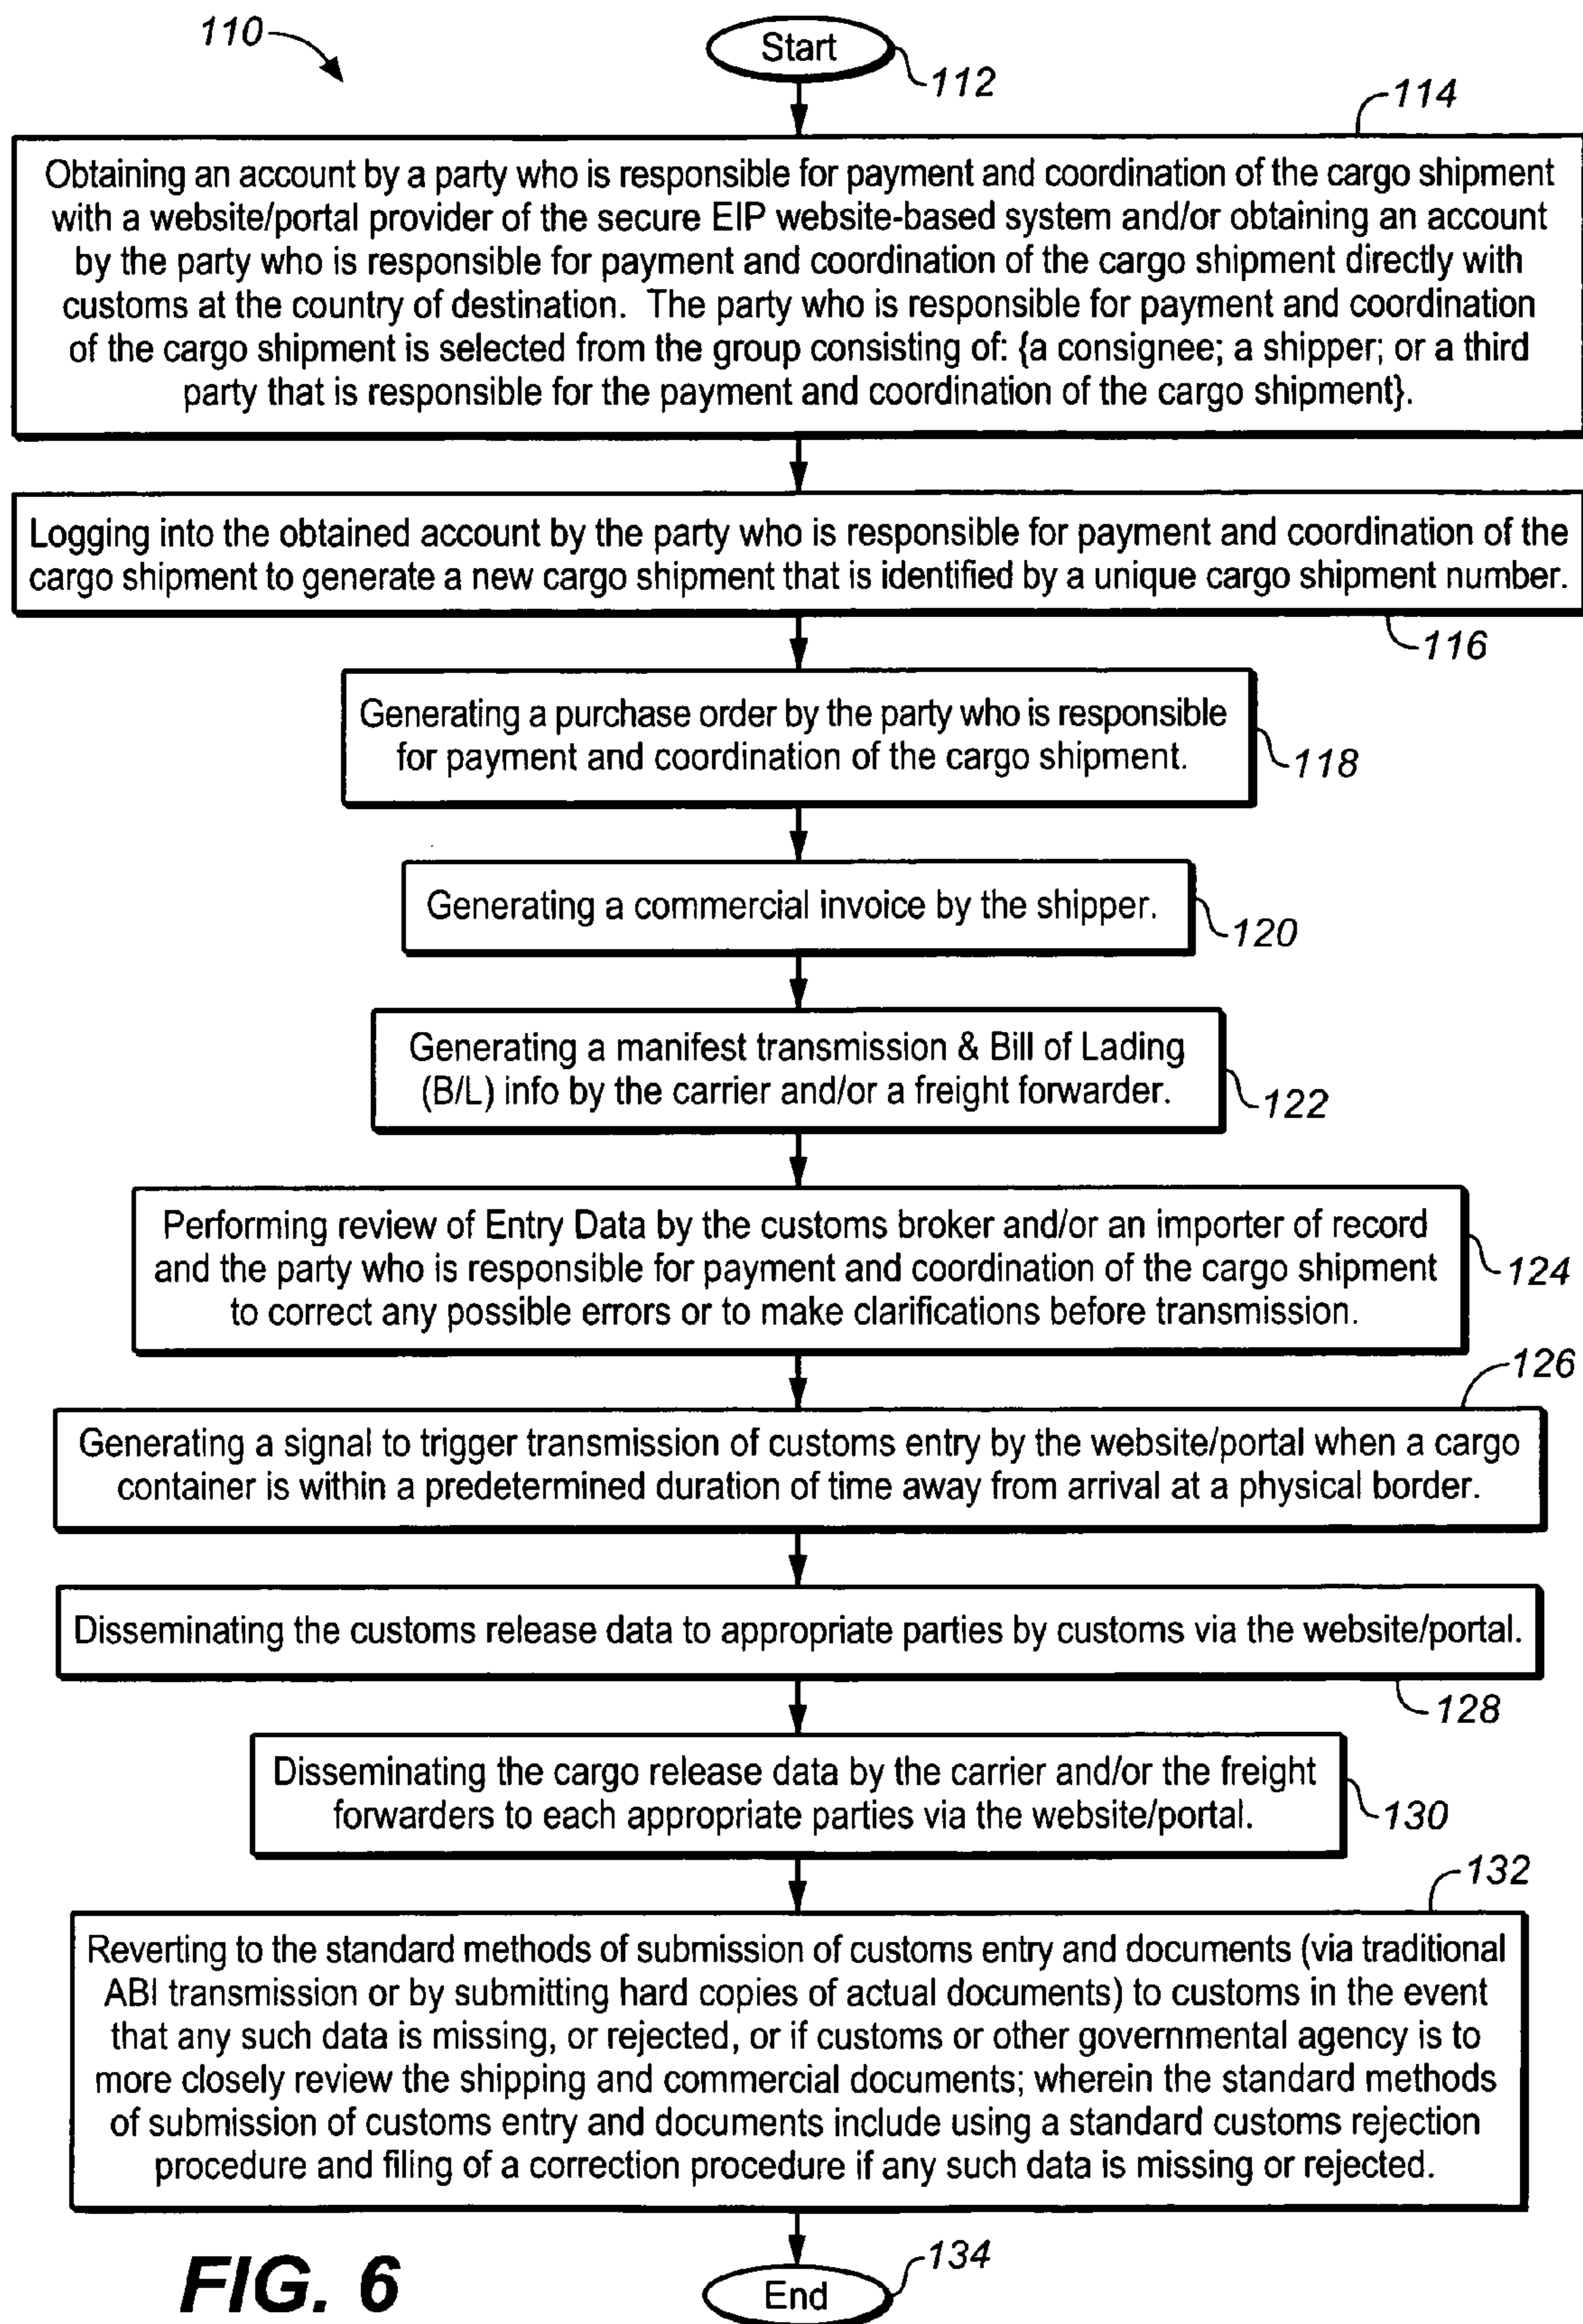 110
Start
112
114
Obtaining an account by a party who is responsible for payment and coordination of the cargo shipment
with a website/portal provider of the secure EIP website-based system and/or obtaining an account
by the party who is responsible for payment and coordination of the cargo shipment directly with
customs at the country of destination. The party who is responsible for payment and coordination
of the cargo shipment is selected from the group consisting of: {a consignee; a shipper; or a third
party that is responsible for the payment and coordination of the cargo shipment}.
Logging into the obtained account by the party who is responsible for payment and coordination of the
cargo shipment to generate a new cargo shipment that is identified by a unique cargo shipment number.
116
Generating a purchase order by the party who is responsible
for payment and coordination of the cargo shipment.
118
Generating a commercial invoice by the shipper.
120
Generating a manifest transmission & Bill of Lading
(B/L) info by the carrier and/or a freight forwarder.
122
Performing review of Entry Data by the customs broker and/or an importer of record
and the party who is responsible for payment and coordination of the cargo shipment
to correct any possible errors or to make clarifications before transmission.
124
126
Generating a signal to trigger transmission of customs entry by the website/portal when a cargo
container is within a predetermined duration of time away from arrival at a physical border.
Disseminating the customs release data to appropriate parties by customs via the website/portal.
128
Disseminating the cargo release data by the carrier and/or the freight
forwarders to each appropriate parties via the website/portal.
130
132
Reverting to the standard methods of submission of customs entry and documents (via traditional
ABI transmission or by submitting hard copies of actual documents) to customs in the event
that any such data is missing, or rejected, or if customs or other governmental agency is to
more closely review the shipping and commercial documents; wherein the standard methods
of submission of customs entry and documents include using a standard customs rejection
procedure and filing of a correction procedure if any such data is missing or rejected.
134
End
FIG. 6